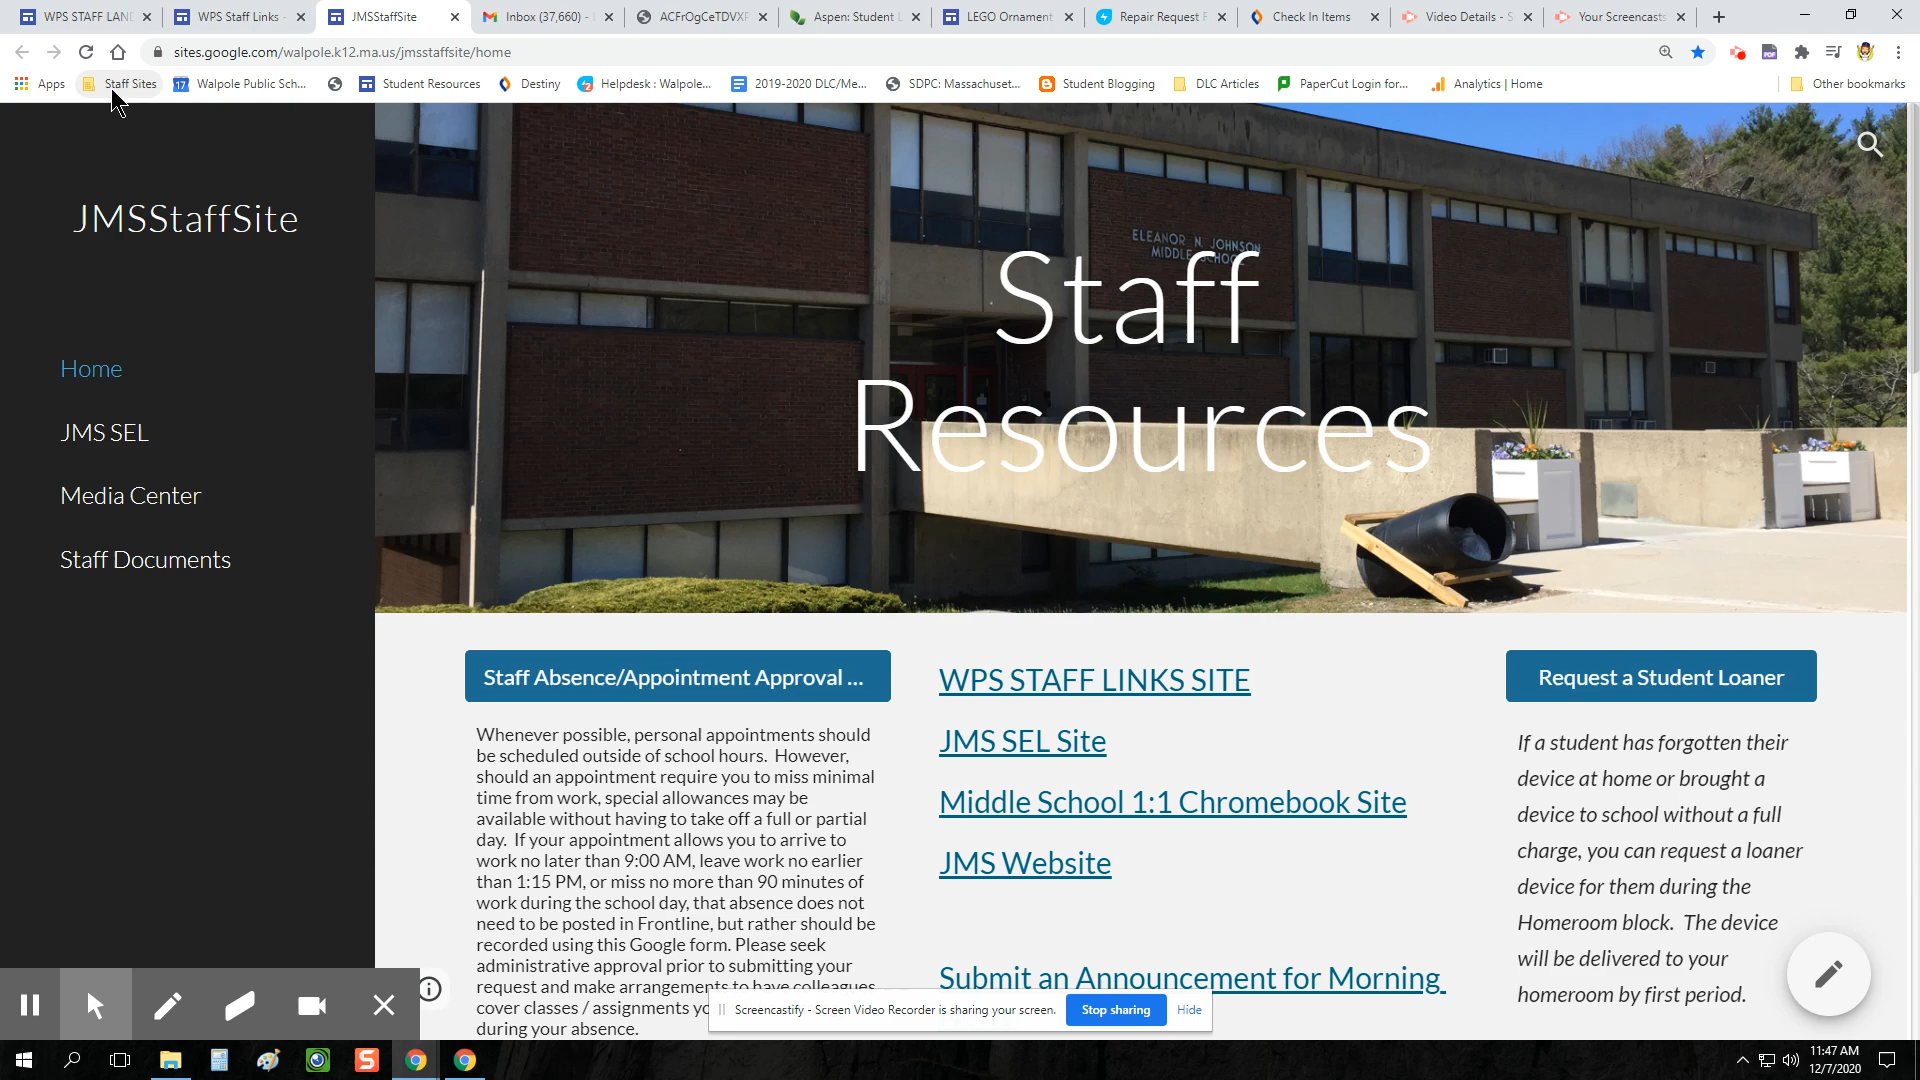 WPS STAFF LAN
WPS Staff Links -
JMSStaffSite
Inbox (37,660) -
ACFrOgCeTDVXF
Aspen: Student L
LEGO Ornament
Repair Request F
Check In Items
Video Details - S
Your Screencasts
sites.google.com/walpole.k12.ma.us/jmsstaffsite/home
Apps
Staff Sites
17
Walpole Public Sch...
Student Resources
Destiny
Helpdesk : Walpole...
2019-2020 DLC/Me...
SDPC: Massachuset...
Student Blogging
DLC Articles
PaperCut Login for...
Analytics | Home
Other bookmarks
JMSStaffSite
Home
JMS SEL
Media Center
Staff Documents
ELEANOR N. JOHNSON
MIDDLE SCHOOL
Staff
Resources
Staff Absence/Appointment Approval ...
Whenever possible, personal appointments should
be scheduled outside of school hours.  However,
should an appointment require you to miss minimal
time from work, special allowances may be
available without having to take off a full or partial
day.  If your appointment allows you to arrive to
work no later than 9:00 AM, leave work no earlier
than 1:15 PM, or miss no more than 90 minutes of
work during the school day, that absence does not
need to be posted in Frontline, but rather should be
recorded using this Google form. Please seek
administrative approval prior to submitting your
request and make arrangements to have colleagues
cover classes / assignments yo
during your absence.
WPS STAFF LINKS SITE
JMS SEL Site
Middle School 1:1 Chromebook Site
JMS Website
Submit an Announcement for Morning
Request a Student Loaner
If a student has forgotten their
device at home or brought a
device to school without a full
charge, you can request a loaner
device for them during the
Homeroom block.  The device
will be delivered to your
homeroom by first period.
Screencastify - Screen Video Recorder is sharing your screen.
Stop sharing
Hide
11:47 AM
12/7/2020